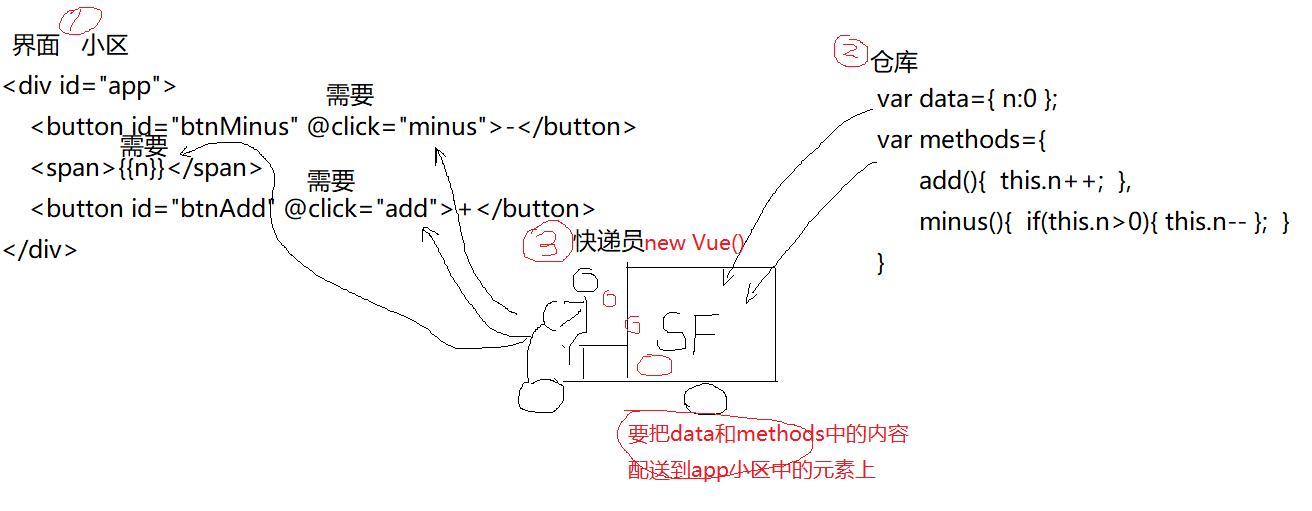 ①
界面 小区
<div id="app">
需要
<button id="btnMinus" @click="minus">-</button>
需要
<span>{{n}}</span>
需要
<button id="btnAdd" @click="add">+</button>
</div>
②
仓库
var data={ n:0 };
var methods={
add(){ this.n++; },
minus(){ if(this.n>0){ this.n-- }; }
}
③ 快递员new Vue()
SF
要把data和methods中的内容
配送到app小区中的元素上